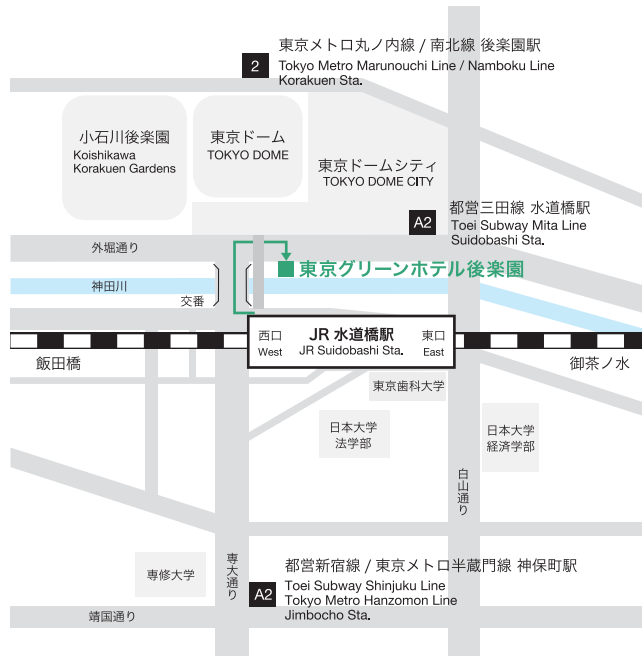 東京メトロ丸ノ内線 / 南北線 後楽園駅
2
Tokyo Metro Marunouchi Line / Namboku Line
Korakuen Sta.
小石川後楽園
Koishikawa
Korakuen Gardens
東京ドーム
TOKYO DOME
東京ドームシティ
TOKYO DOME CITY
A2
都営三田線 水道橋駅
Toei Subway Mita Line
Suidobashi Sta.
外堀通り
東京グリーンホテル後楽園
神田川
交番
西口
West
JR 水道橋駅
JR Suidobashi Sta.
東口
East
飯田橋
御茶ノ水
東京歯科大学
日本大学
法学部
日本大学
経済学部
白山通り
専大通り
専修大学
都営新宿線 / 東京メトロ半蔵門線 神保町駅
A2
Toei Subway Shinjuku Line
Tokyo Metro Hanzomon Line
Jimbocho Sta.
靖国通り